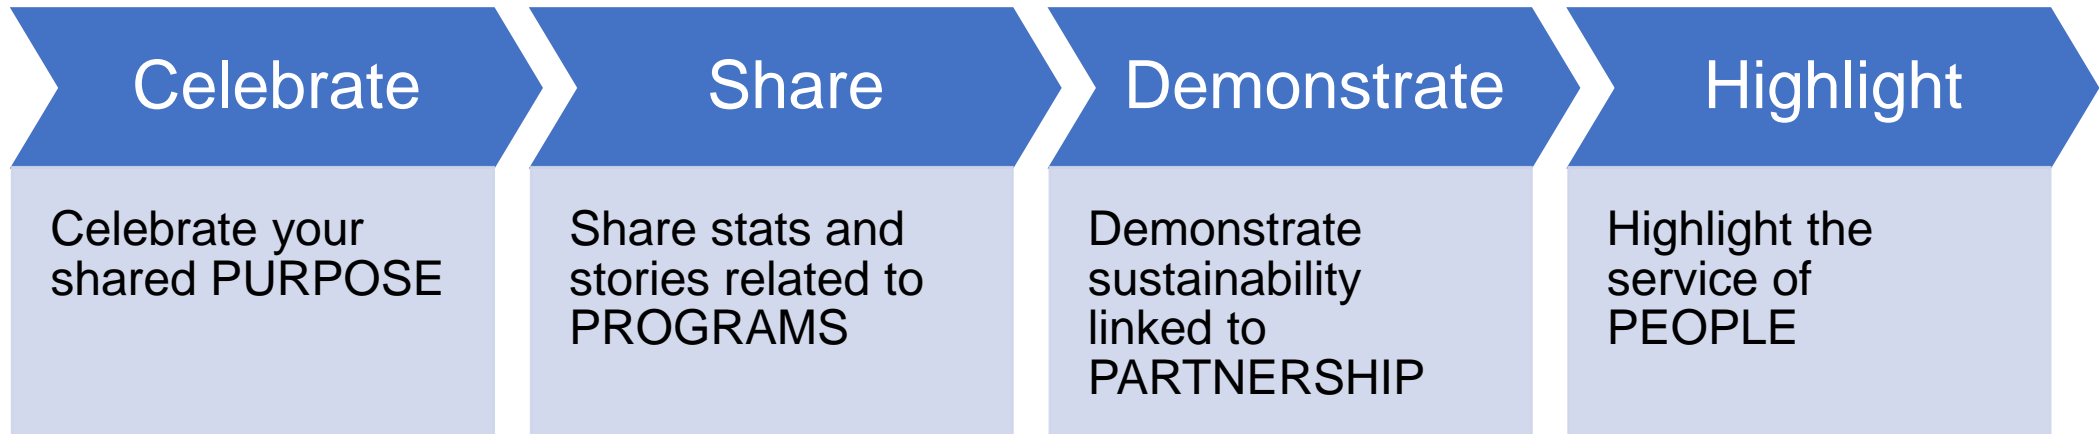 Celebrate
Celebrate your
shared PURPOSE
Share
Share stats and
stories related to
PROGRAMS
Demonstrate
Demonstrate
sustainability
linked to
PARTNERSHIP
Highlight
Highlight the
service of
PEOPLE